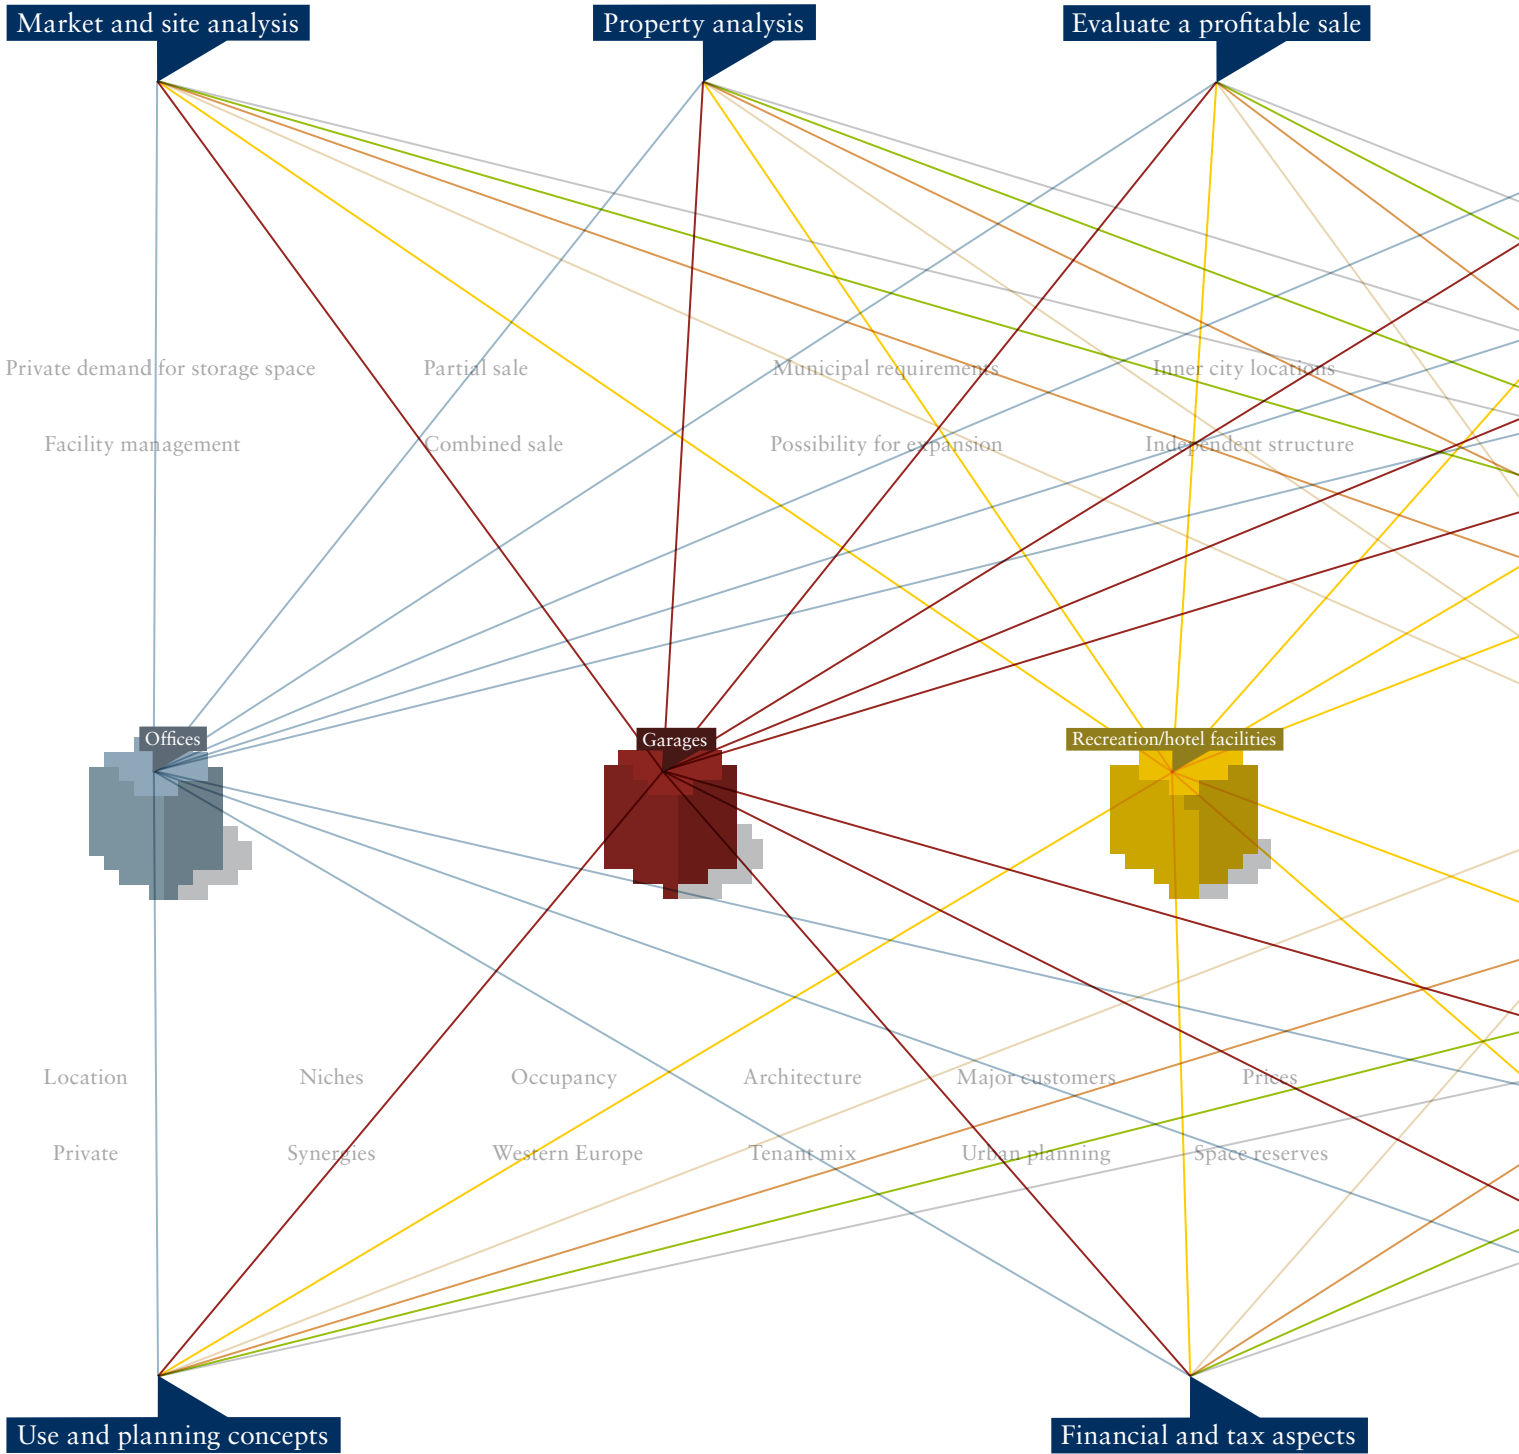 Market and site analysis
Property analysis
Evaluate a profitable sale
Private demand for storage space
Partial sale
Municipal requirements
Inner city locations
Facility management
Combined sale
Possibility for expansion
Independent structure
Offices
Garages
Recreation/hotel facilities
Location
Niches
Occupancy
Architecture
Major customers
Prices
Private
Synergies
Western Europe
Tenant mix
Urban planning
Space reserves
Use and planning concepts
Financial and tax aspects